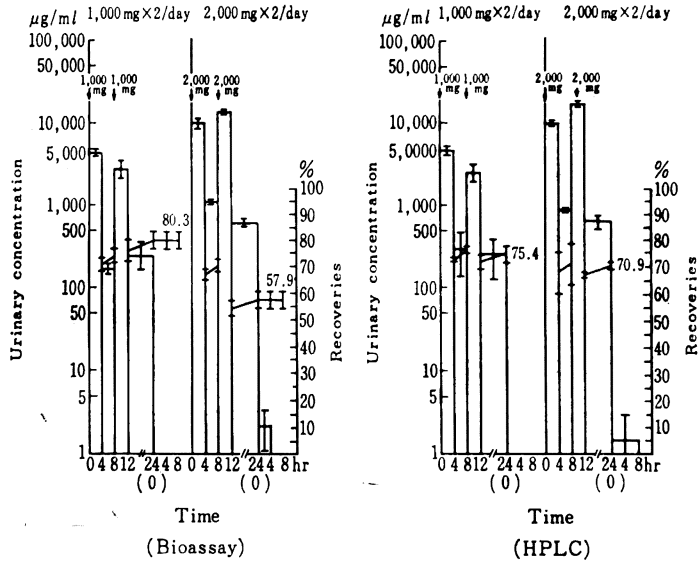 µg/ml 1,000mg×2/day 2,000 mg×2/day
100,000
50,000
1,000 mg
1,000 mg
2,000 mg
2,000 mg
10,000
5,000
1,000
500
100
50
10
5
1
Urinary concentration
%
100
90
80
70
60
50
40
30
20
10
Recoveries
80.3
57.9
0 4 8 12 24 4 8 0 4 8 12 24 4 8 hr
(0) (0)
Time
(Bioassay)
µg/ml 1,000mg×2/day 2,000 mg×2/day
100,000
50,000
1,000 mg
1,000 mg
2,000 mg
2,000 mg
10,000
5,0000
1,000
500
100
50
10
5
1
Urinary concentration
%
100
90
80
70
60
50
40
30
20
10
Recoveries
75.4
70.9
0 4 8 12 24 4 8 0 4 8 12 24 4 8 hr
(0) (0)
Time
(HPLC)